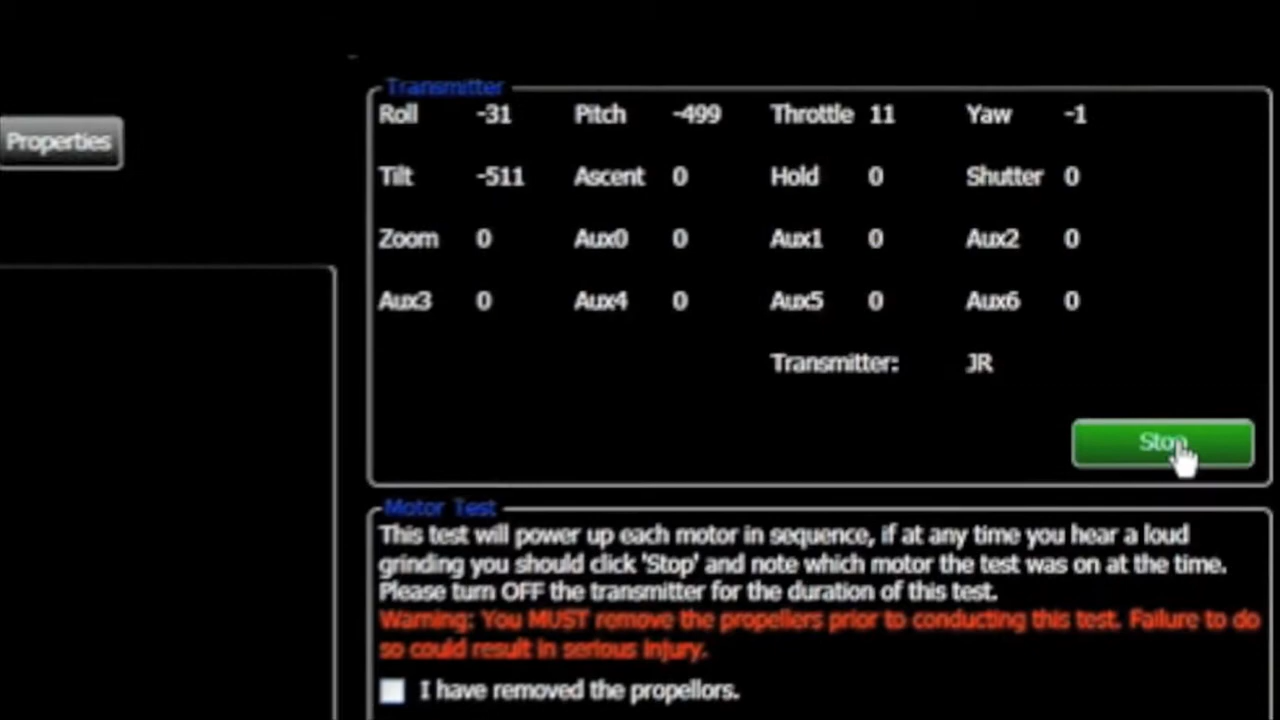 Transmitter
Properties
Roll -31 Pitch -499 Throttle 11 Yaw -1
Tilt -511 Ascent 0 Hold 0 Shutter 0
Zoom 0 Aux0 0 Aux1 0 Aux2 0
Aux3 0 Aux4 0 Aux5 0 Aux6 0
Transmitter: JR
Stop
Motor Test
This test will power up each motor in sequence, if at any time you hear a loud
grinding you should click 'Stop' and note which motor the test was on at the time.
Please turn OFF the transmitter for the duration of this test.
Warning: You MUST remove the propellers prior to conducting this test. Failure to do
so could result in serious injury.
I have removed the propellors.